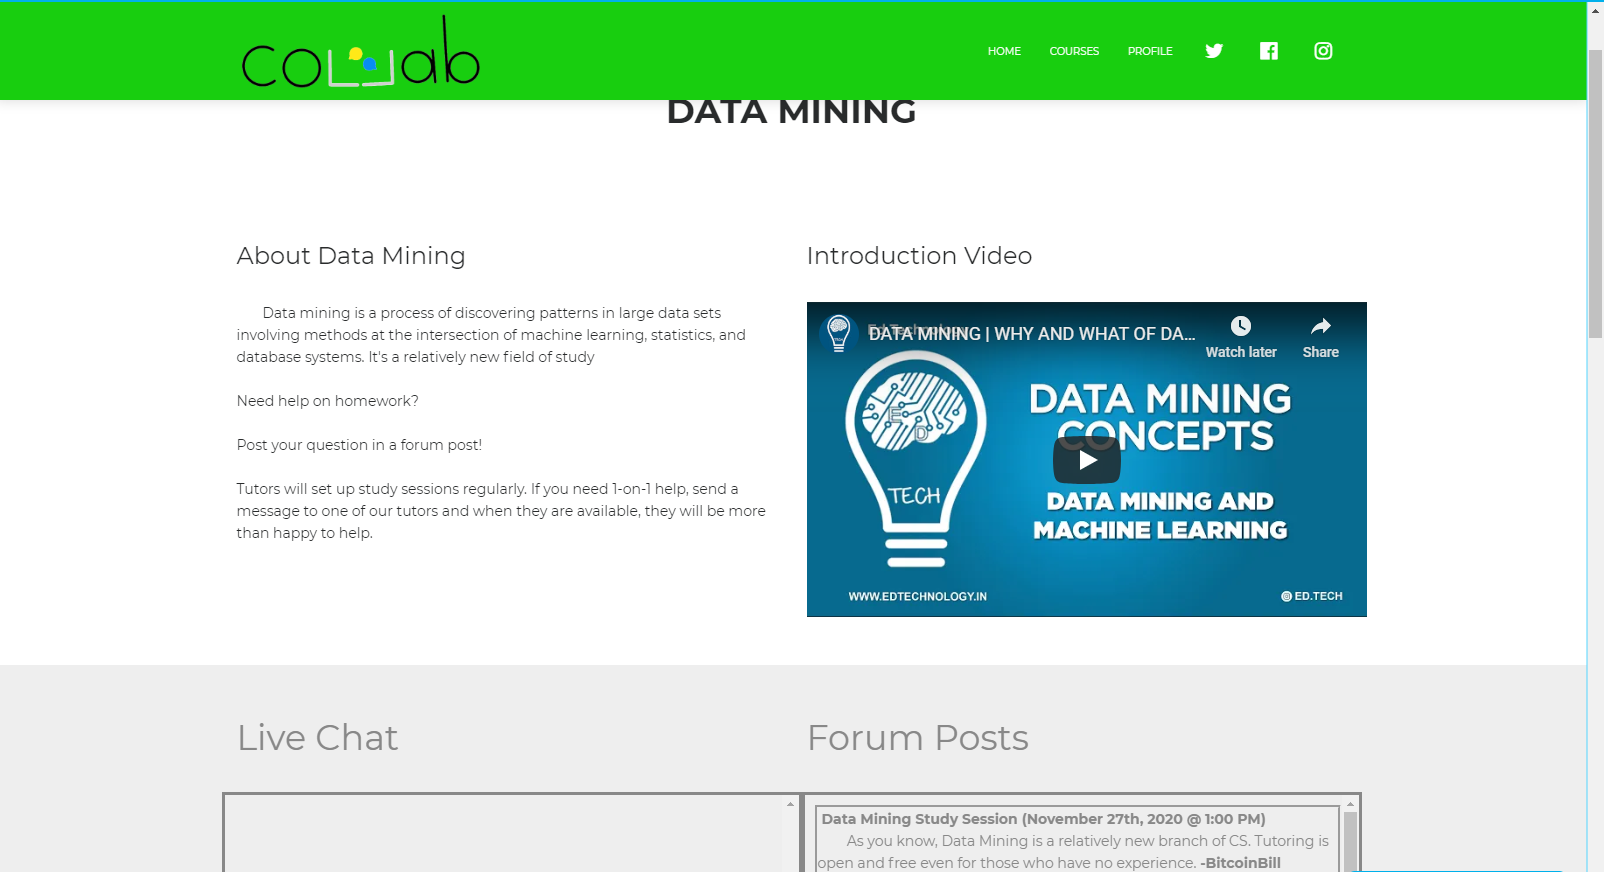 collab
HOME COURSES PROFILE
DATA MINING
About Data Mining
Data mining is a process of discovering patterns in large data sets
involving methods at the intersection of machine learning, statistics, and
database systems. It's a relatively new field of study
Need help on homework?
Post your question in a forum post!
Tutors will set up study sessions regularly. If you need 1-on-1 help, send a
message to one of our tutors and when they are available, they will be more
than happy to help.
Introduction Video
Ed Technology
DATA MINING | WHY AND WHAT OF DA...
Watch later
Share
ED
TECH
DATA MINING
CONCEPTS
DATA MINING AND
MACHINE LEARNING
WWW.EDTECHNOLOGY.IN
ED.TECH
Live Chat
Forum Posts
Data Mining Study Session (November 27th, 2020 @ 1:00 PM)
As you know, Data Mining is a relatively new branch of CS. Tutoring is
open and free even for those who have no experience. -BitcoinBill